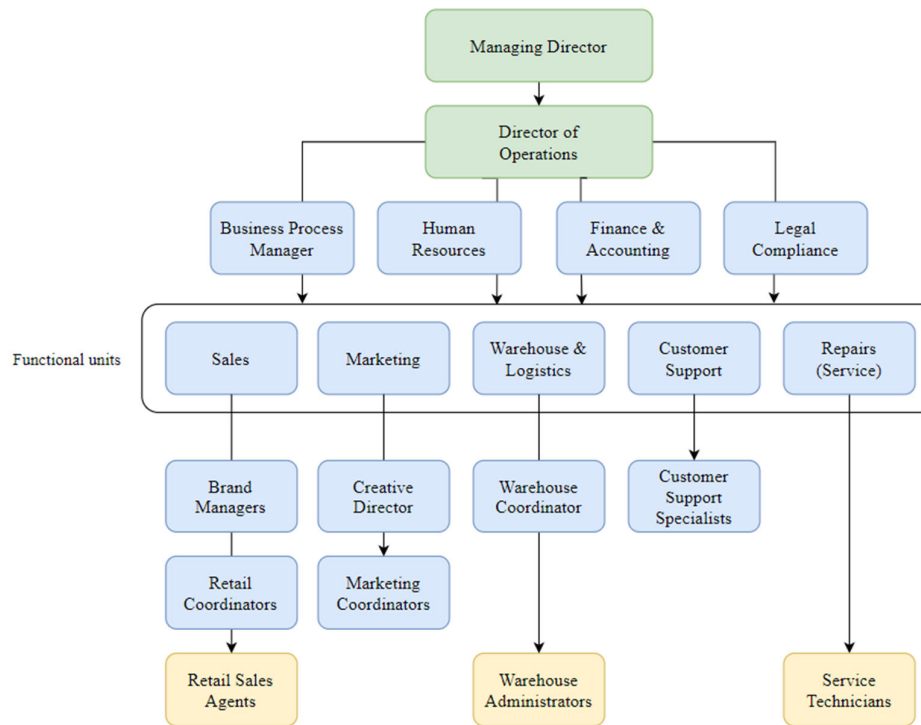 Managing Director
Director of
Operations
Business Process
Manager
Human
Resources
Finance &
Accounting
Legal
Compliance
Functional units
Sales
Marketing
Warehouse &
Logistics
Customer
Support
Repairs
(Service)
Brand
Managers
Creative
Director
Warehouse
Coordinator
Customer
Support
Specialists
Retail
Coordinators
Marketing
Coordinators
Retail Sales
Agents
Warehouse
Administrators
Service
Technicians